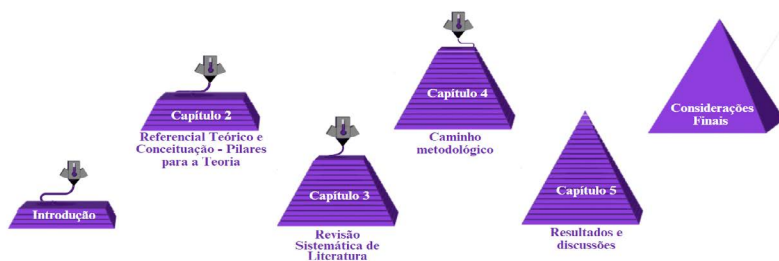 Introdução
Capítulo 2
Referencial Teórico e
Conceituação - Pilares
para a Teoria
Capítulo 3
Revisão
Sistemática de
Literatura
Capítulo 4
Caminho
metodológico
Capítulo 5
Resultados e
discussões
Considerações
Finais